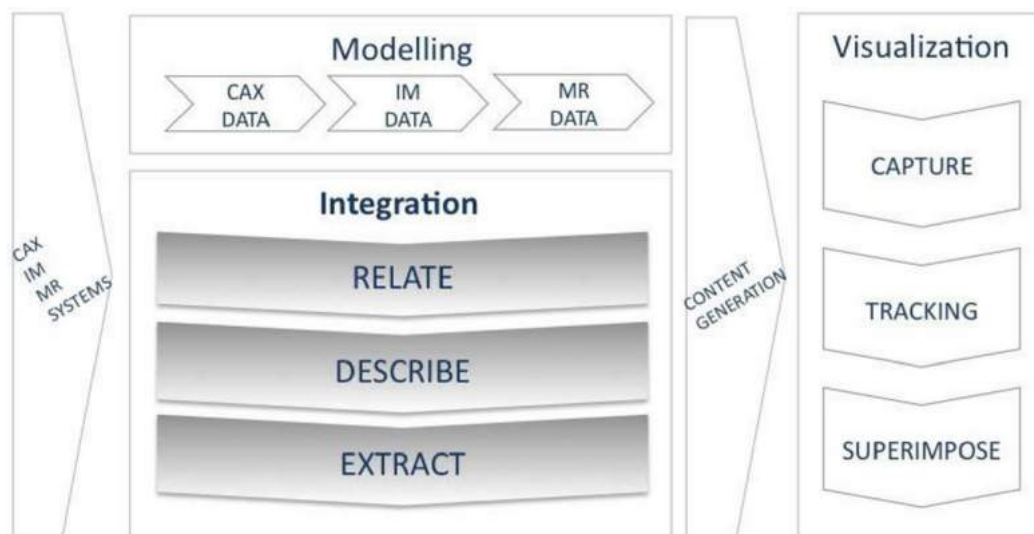 CAX
IM
MR
SYSTEMS
Modelling
CAX
DATA
IM
DATA
MR
DATA
Integration
RELATE
DESCRIBE
EXTRACT
CONTENT
GENERATION
Visualization
CAPTURE
TRACKING
SUPERIMPOSE